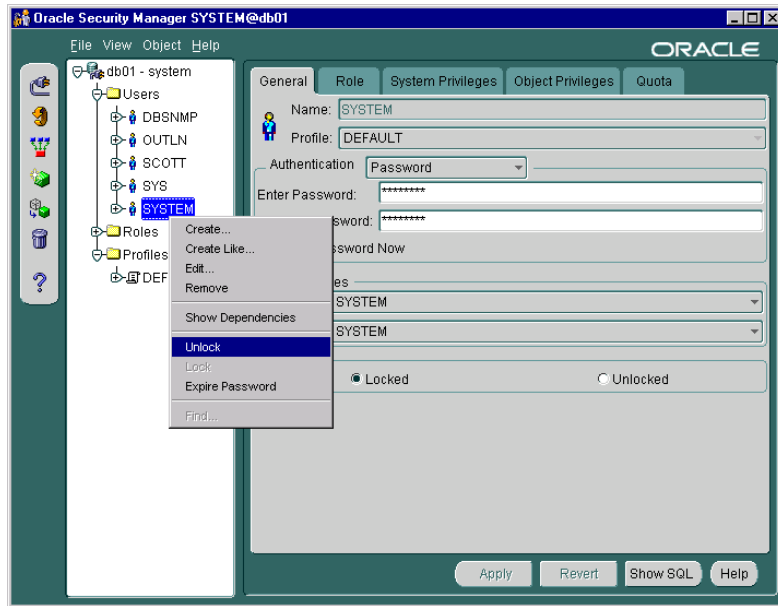 Oracle Security Manager SYSTEM@db01
File View Object Help
ORACLE
db01 - system
Users
DBSNMP
OUTLN
SCOTT
SYS
SYSTEM
Roles
Profiles
DEF
?
Create...
Create Like...
Edit...
Remove
Show Dependencies
Unlock
Lock
Expire Password
Find...
General Role System Privileges Object Privileges Quota
Name: SYSTEM
Profile: DEFAULT
Authentication Password
Enter Password: ********
sword: ********
ssword Now
es
SYSTEM
SYSTEM
Locked Unlocked
Apply Revert Show SQL Help